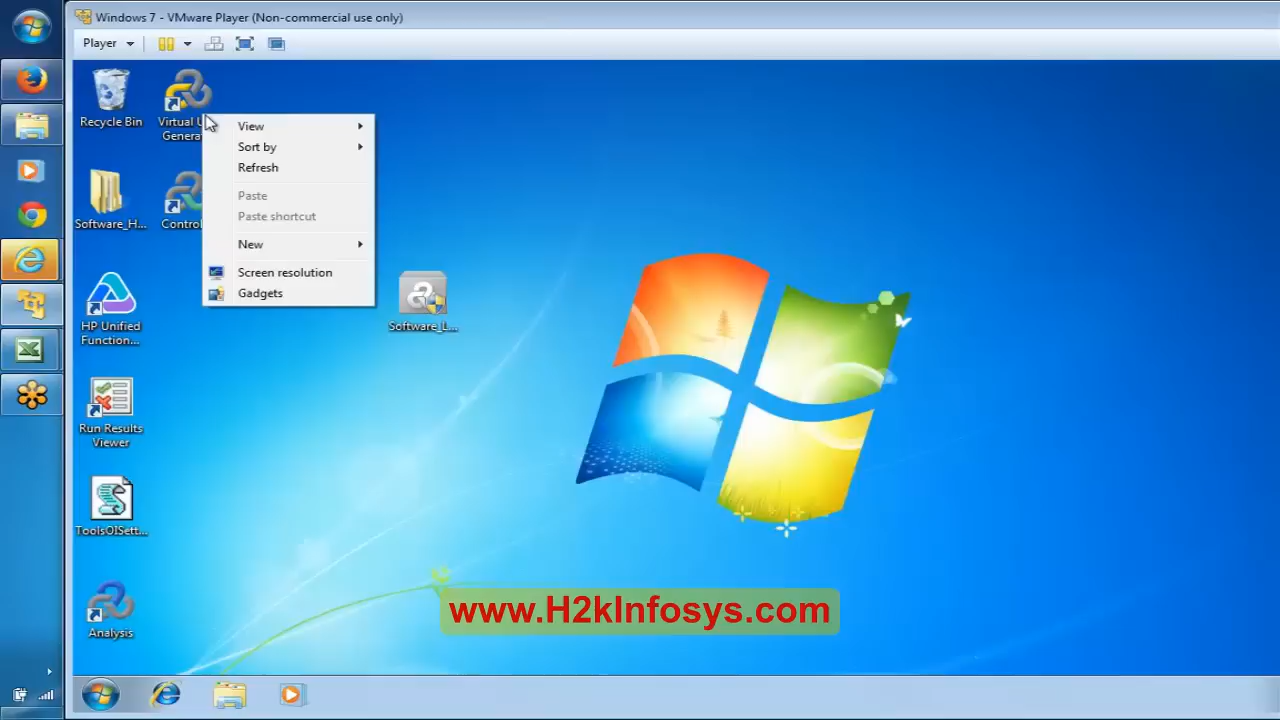 Windows 7 - VMware Player (Non-commercial use only)
Player
Recycle Bin
Virtual U
Genera
View
Sort by
Refresh
Paste
Paste shortcut
New
Screen resolution
Gadgets
Software_H...
Control
HP Unified
Function...
Software_L...
Run Results
Viewer
ToolsOISett...
Analysis
www.H2kInfosys.com